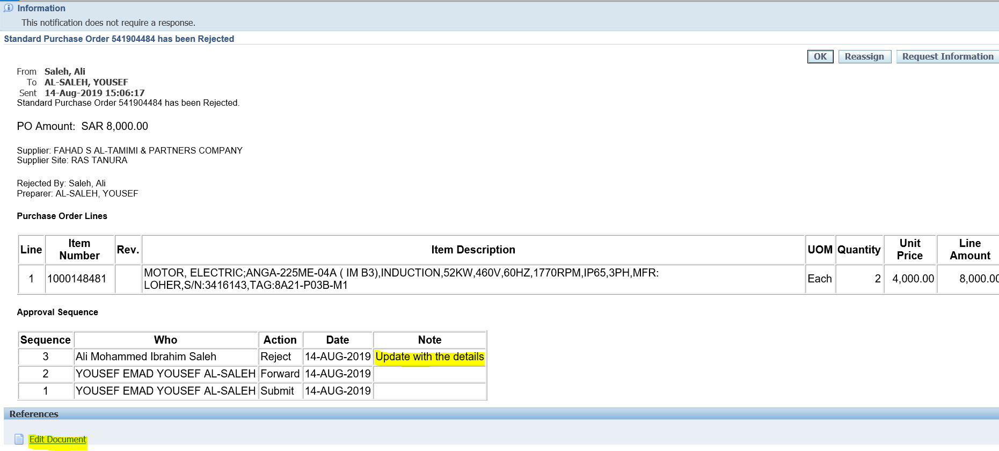 Information
This notification does not require a response.
Standard Purchase Order 541904484 has been Rejected
OK Reassign Request Information
From Saleh, Ali
To AL-SALEH, YOUSEF
Sent 14-Aug-2019 15:06:17
Standard Purchase Order 541904484 has been Rejected.
PO Amount: SAR 8,000.00
Supplier: FAHAD S AL-TAMIMI & PARTNERS COMPANY
Supplier Site: RAS TANURA
Rejected By: Saleh, Ali
Preparer: AL-SALEH, YOUSEF
Purchase Order Lines
Line Item Number Rev. Item Description UOM Quantity Unit Price Line Amount
1 1000148481 MOTOR, ELECTRIC;ANGA-225ME-04A ( IM B3),INDUCTION,52KW,460V,60HZ,1770RPM,IP65,3PH,MFR:
LOHER,S/N:3416143,TAG:8A21-P03B-M1 Each 2 4,000.00 8,000.00
Approval Sequence
Sequence Who Action Date Note
3 Ali Mohammed Ibrahim Saleh Reject 14-AUG-2019 Update with the details
2 YOUSEF EMAD YOUSEF AL-SALEH Forward 14-AUG-2019
1 YOUSEF EMAD YOUSEF AL-SALEH Submit 14-AUG-2019
References
Edit Document